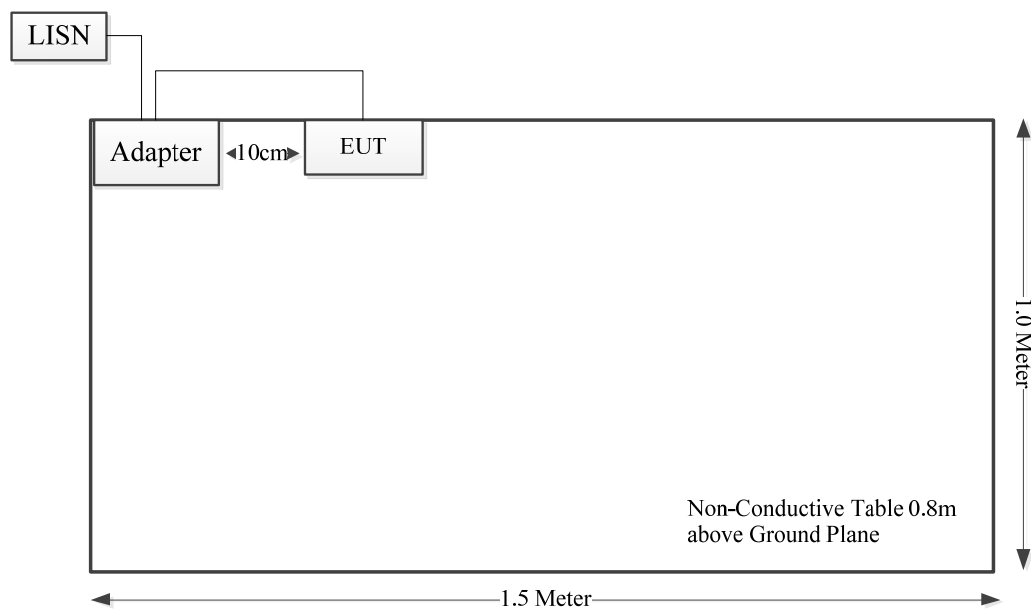 LISN
Adapter
10cm
EUT
1.0 Meter
Non-Conductive Table 0.8m
above Ground Plane
1.5 Meter